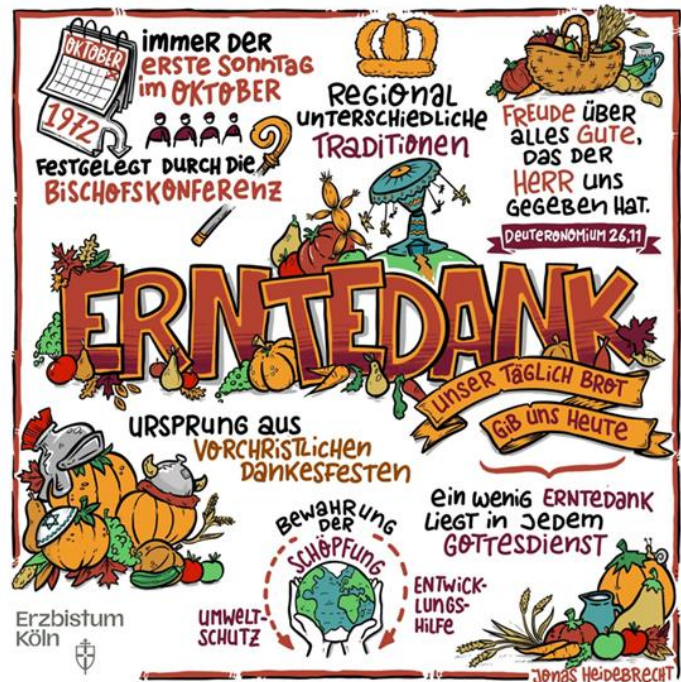 OKTOBER
1972
immer DER
erste Sonntag
im OKTOBER
FESTGELEGT DURCH Die
BISCHOFSKONFERENZ
Regional
unterschiedliche
Traditionen
FREUDE über
alles Gute,
DAS DER
HERR uns
gegeben hat.
Deuteronomium 26,11
ERNTEDANK
unser täglich Brot
Gib uns Heute
URSPRUNG aus
VORCHRISTLICHEN
Dankesfesten
Bewahrung
DER
SCHÖPFUNG
UMWELT-
SCHUTZ
ENTWICK-
LUNGS-
HILFE
ein wenig ERNTEDANK
LIEGT in JEDEM
GOTTESDIENST
Erzbistum
Köln
Jonas Heidebrecht